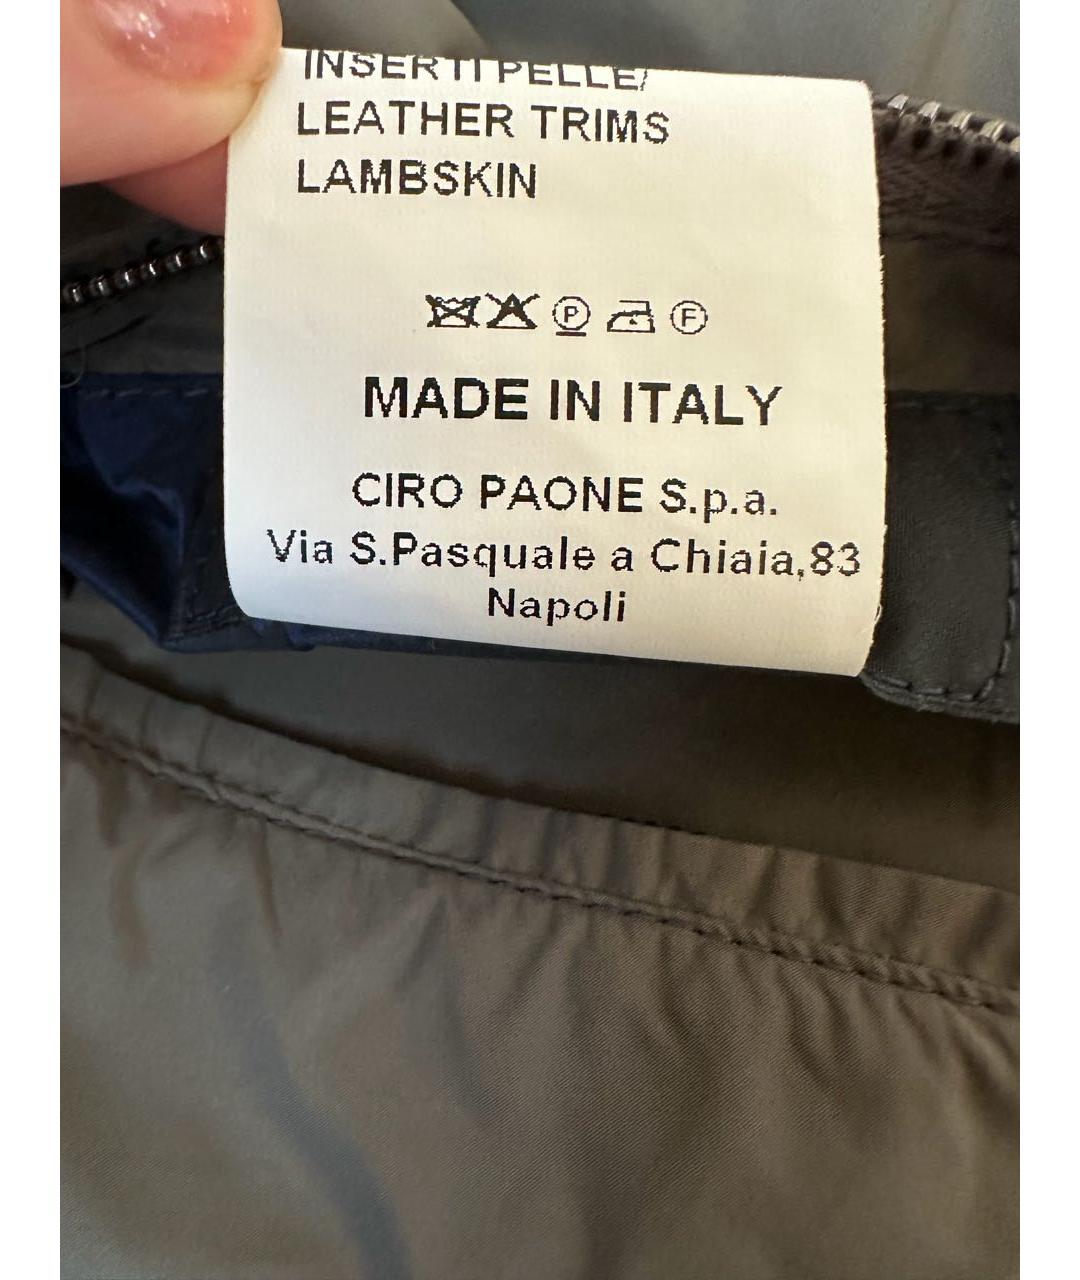 INSERTI PELLE/
LEATHER TRIMS
LAMBSKIN
P F
MADE IN ITALY
CIRO PAONE S.p.a.
Via S.Pasquale a Chiaia,83
Napoli